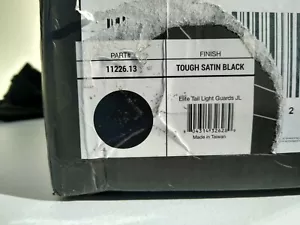 PART#
FINISH
11226.13
TOUGH SATIN BLACK
Elite Tail Light Guards JL
Made in Taiwan
2